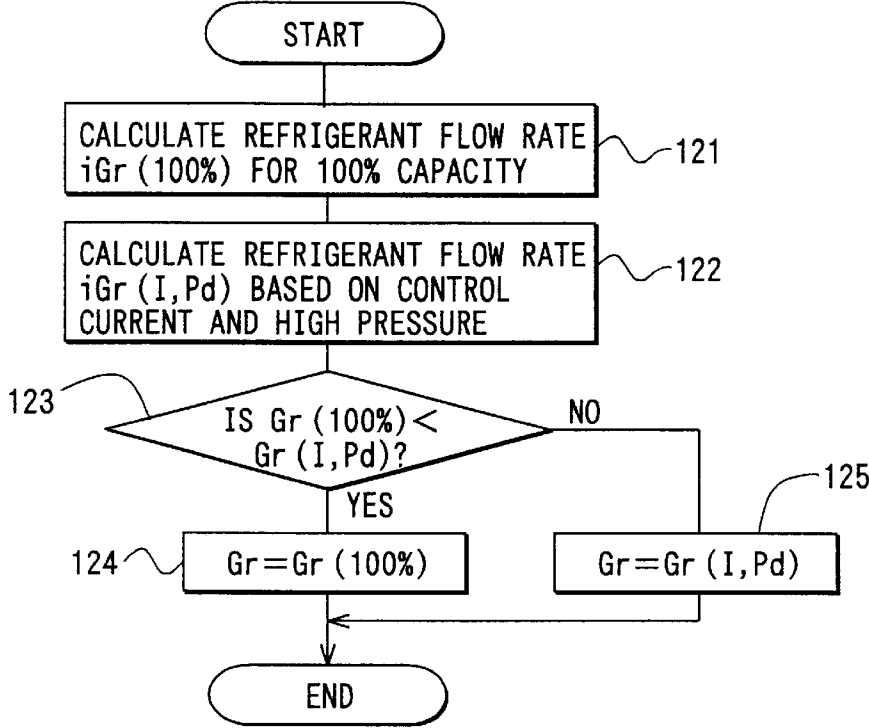 START
CALCULATE REFRIGERANT FLOW RATE
iGr (100%) FOR 100% CAPACITY
121
CALCULATE REFRIGERANT FLOW RATE
iGr (I,Pd) BASED ON CONTROL
CURRENT AND HIGH PRESSURE
122
123
IS Gr (100%) <
Gr (I,Pd)?
NO
YES
124
Gr=Gr (100%)
125
Gr=Gr (I,Pd)
END